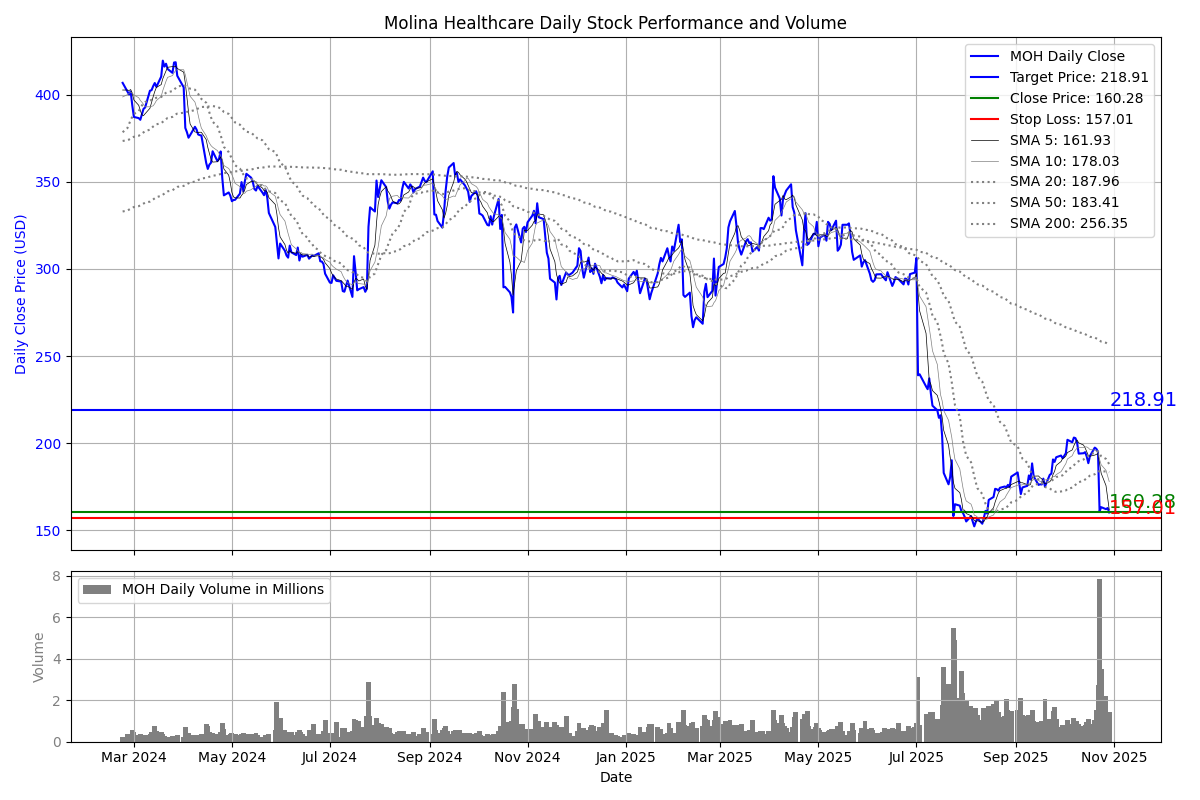 Molina Healthcare Daily Stock Performance and Volume
Daily Close Price (USD)
400
350
300
250
200
150
MOH Daily Close
Target Price: 218.91
Close Price: 160.28
Stop Loss: 157.01
SMA 5: 161.93
SMA 10: 178.03
SMA 20: 187.96
SMA 50: 183.41
SMA 200: 256.35
218.91
160.28
157.01
Volume
8
6
4
2
0
MOH Daily Volume in Millions
Mar 2024
May 2024
Jul 2024
Sep 2024
Nov 2024
Jan 2025
Mar 2025
May 2025
Jul 2025
Sep 2025
Nov 2025
Date